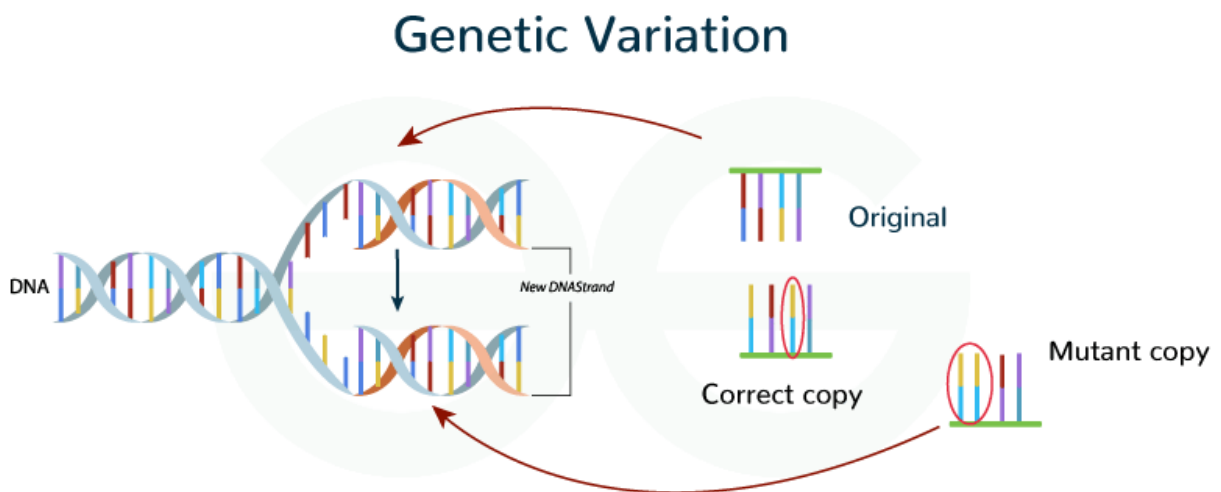 Genetic Variation
Original
DNA
New DNAStrand
Correct copy
Mutant copy